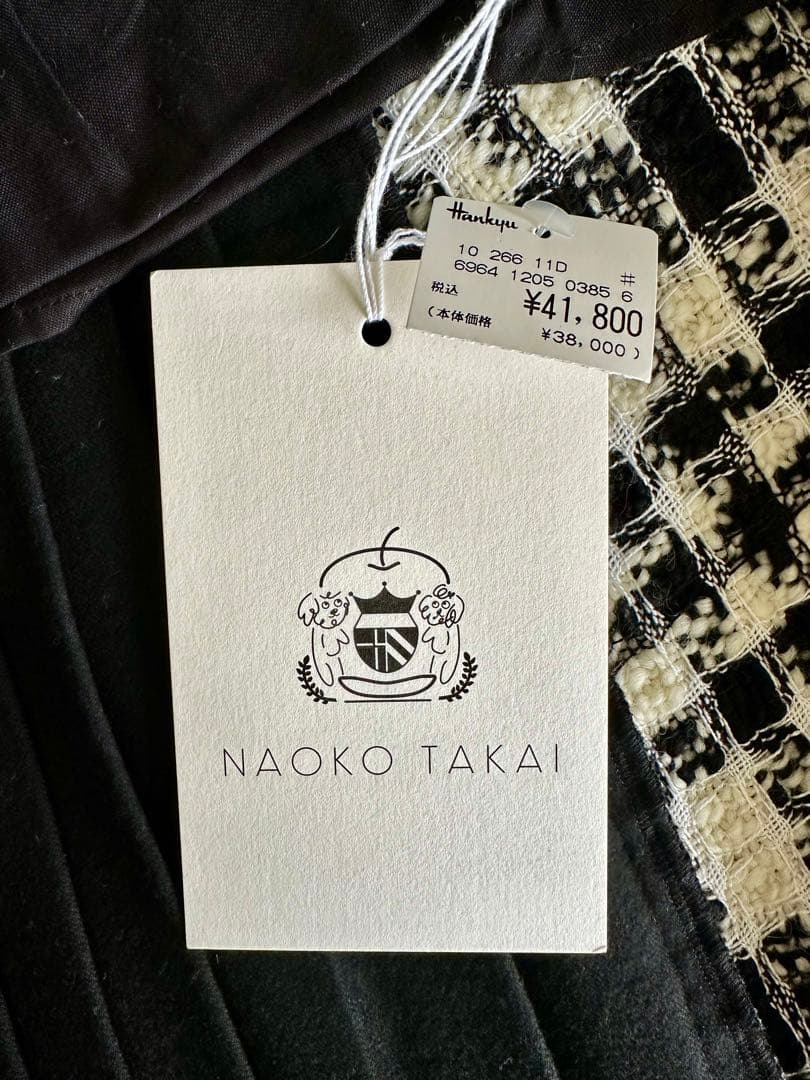 Hankyu
10 266 11D #
6964 1205 0385 6
税込 ¥41,800
(本体価格 ¥38,000)
NAOKO TAKAI